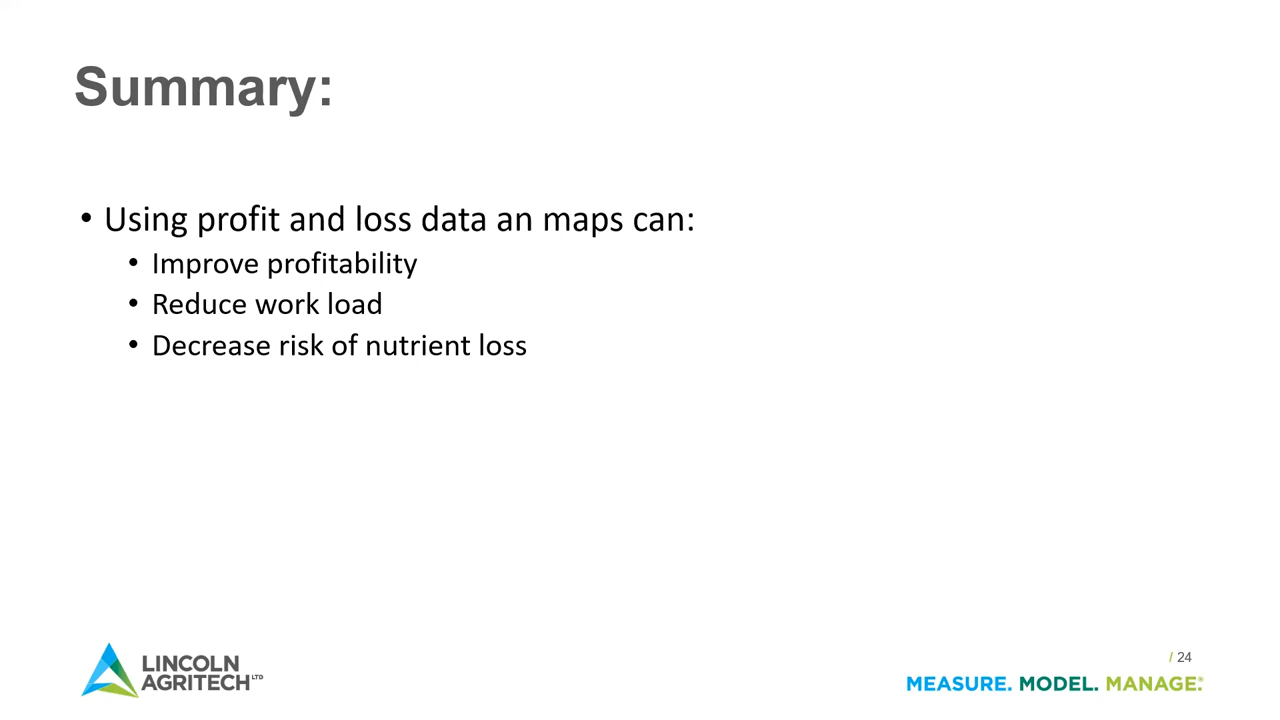 Summary:
• Using profit and loss data an maps can:
• Improve profitability
• Reduce work load
• Decrease risk of nutrient loss
LINCOLN
AGRITECH LTD
/ 24
MEASURE. MODEL. MANAGE.®